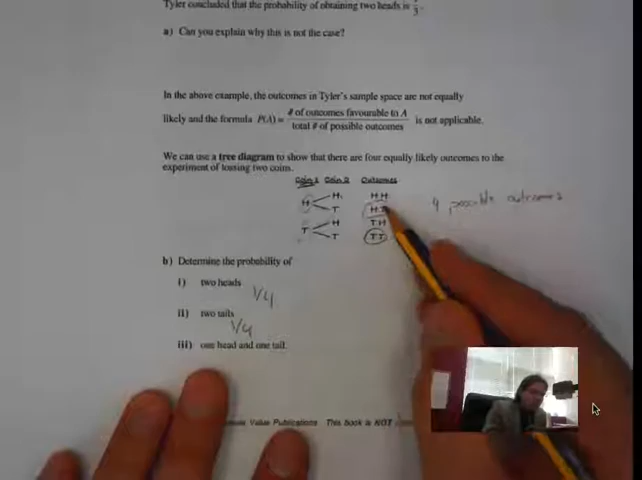 Tyler concluded that the probability of obtaining two heads is 1/3.
a) Can you explain why this is not the case?
In the above example, the outcomes in Tyler's sample space are not equally
likely and the formula P(A) = # of outcomes favourable to A / total # of possible outcomes is not applicable.
We can use a tree diagram to show that there are four equally likely outcomes to the
experiment of tossing two coins.
Coin 1 Coin 2 Outcomes
H H HH
T HT
4 possible outcomes
T H TH
T TT
b) Determine the probability of
i) two heads
1/4
ii) two tails
1/4
iii) one head and one tail.
Value Publications This book is NOT